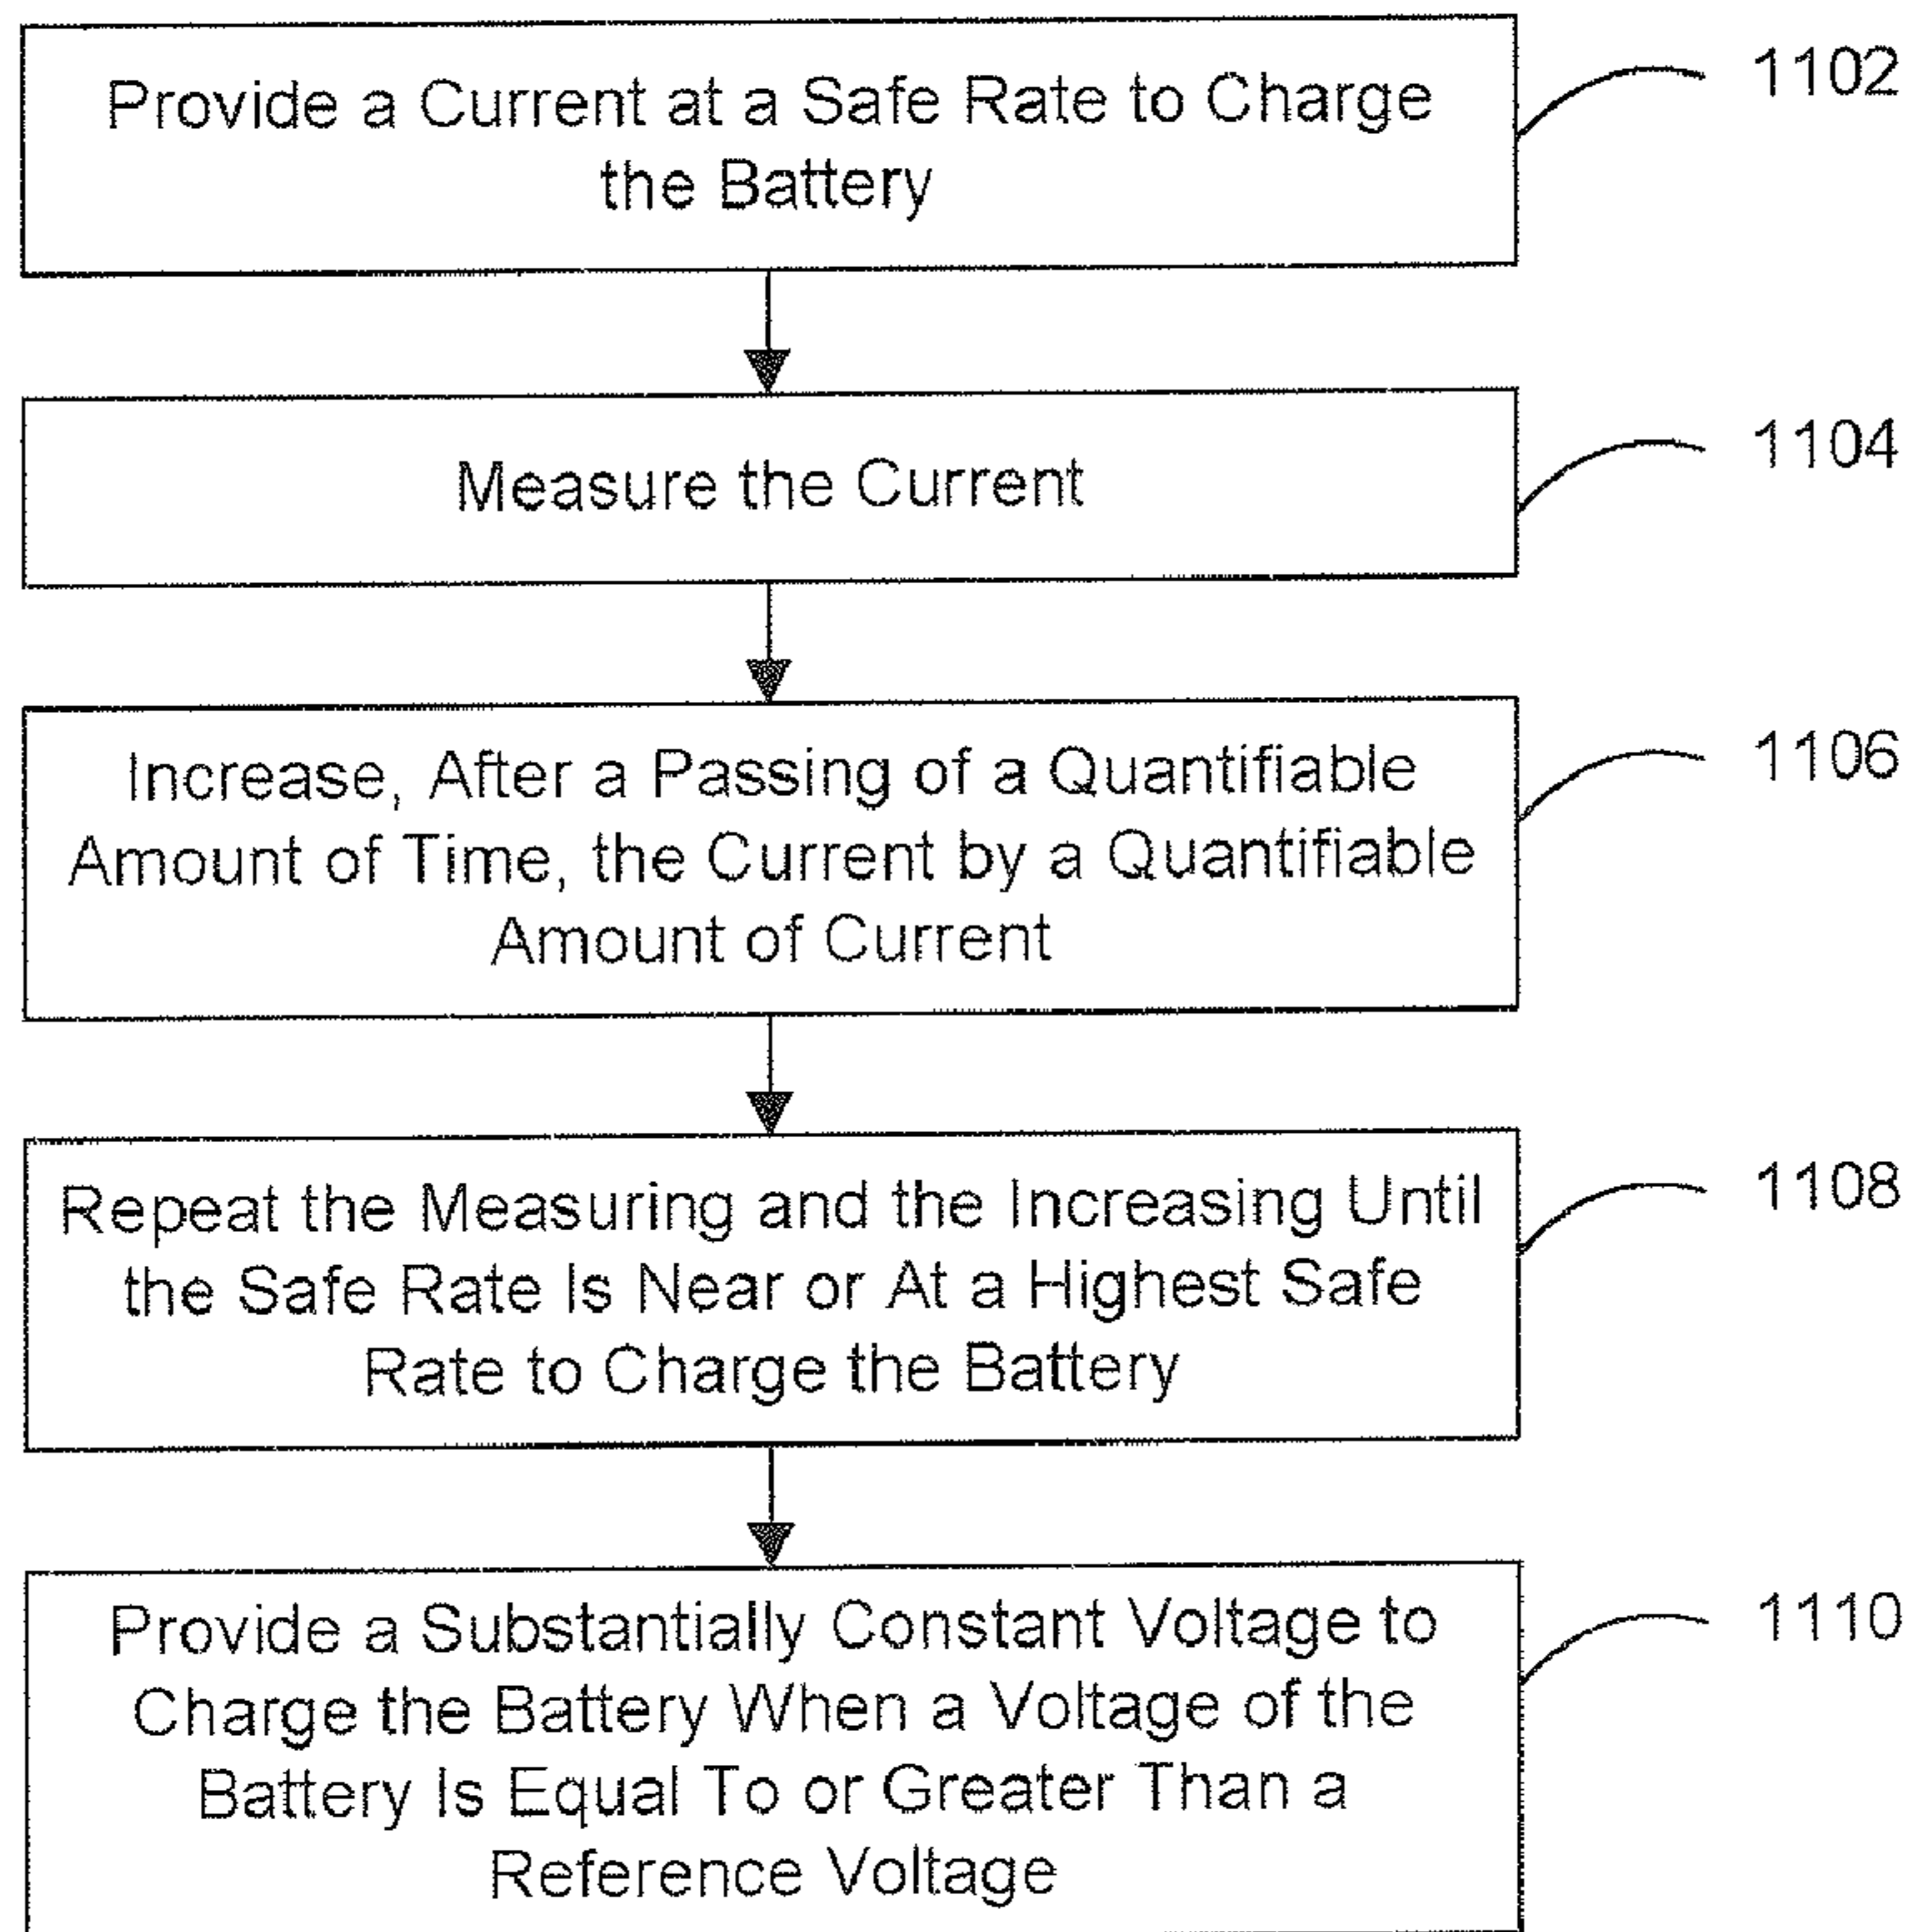 Provide a Current at a Safe Rate to Charge
the Battery
1102
Measure the Current
1104
Increase, After a Passing of a Quantifiable
Amount of Time, the Current by a Quantifiable
Amount of Current
1106
Repeat the Measuring and the Increasing Until
the Safe Rate Is Near or At a Highest Safe
Rate to Charge the Battery
1108
Provide a Substantially Constant Voltage to
Charge the Battery When a Voltage of the
Battery Is Equal To or Greater Than a
Reference Voltage
1110